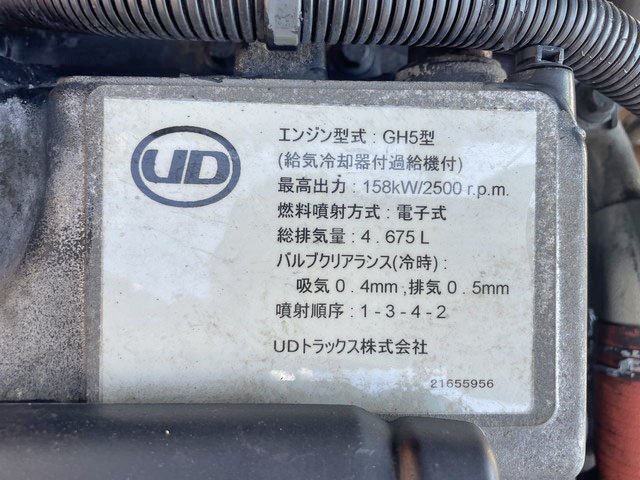 UD
エンジン型式 : GH5型
(給気冷却器付過給機付)
最高出力 : 158kW/2500 r.p.m.
燃料噴射方式 : 電子式
総排気量 : 4 . 675 L
バルブクリアランス(冷時) :
吸気 0 . 4mm ,排気 0 . 5mm
噴射順序 : 1 - 3 - 4 - 2
UDトラックス株式会社
21655956